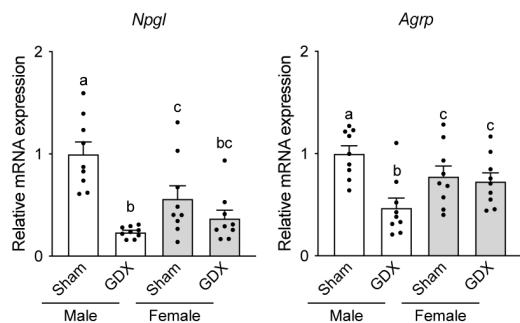 Npgl
Relative mRNA expression
2
1
0
a
b
c
bc
Sham
GDX
Sham
GDX
Male
Female
Agrp
Relative mRNA expression
2
1
0
a
b
c
c
Sham
GDX
Sham
GDX
Male
Female